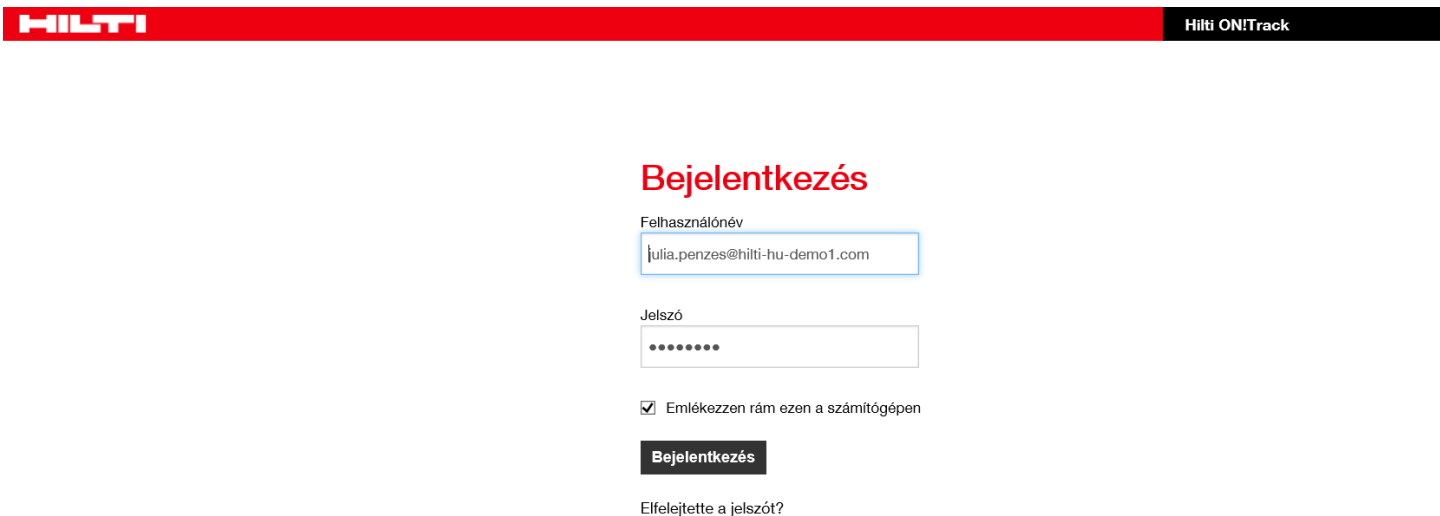 HILTI
Hilti ON!Track
Bejelentkezés
Felhasználónév
julia.penzes@hilti-hu-demo1.com
Jelszó
••••••••
Emlékezzen rám ezen a számítógépen
Bejelentkezés
Elfelejtette a jelszót?